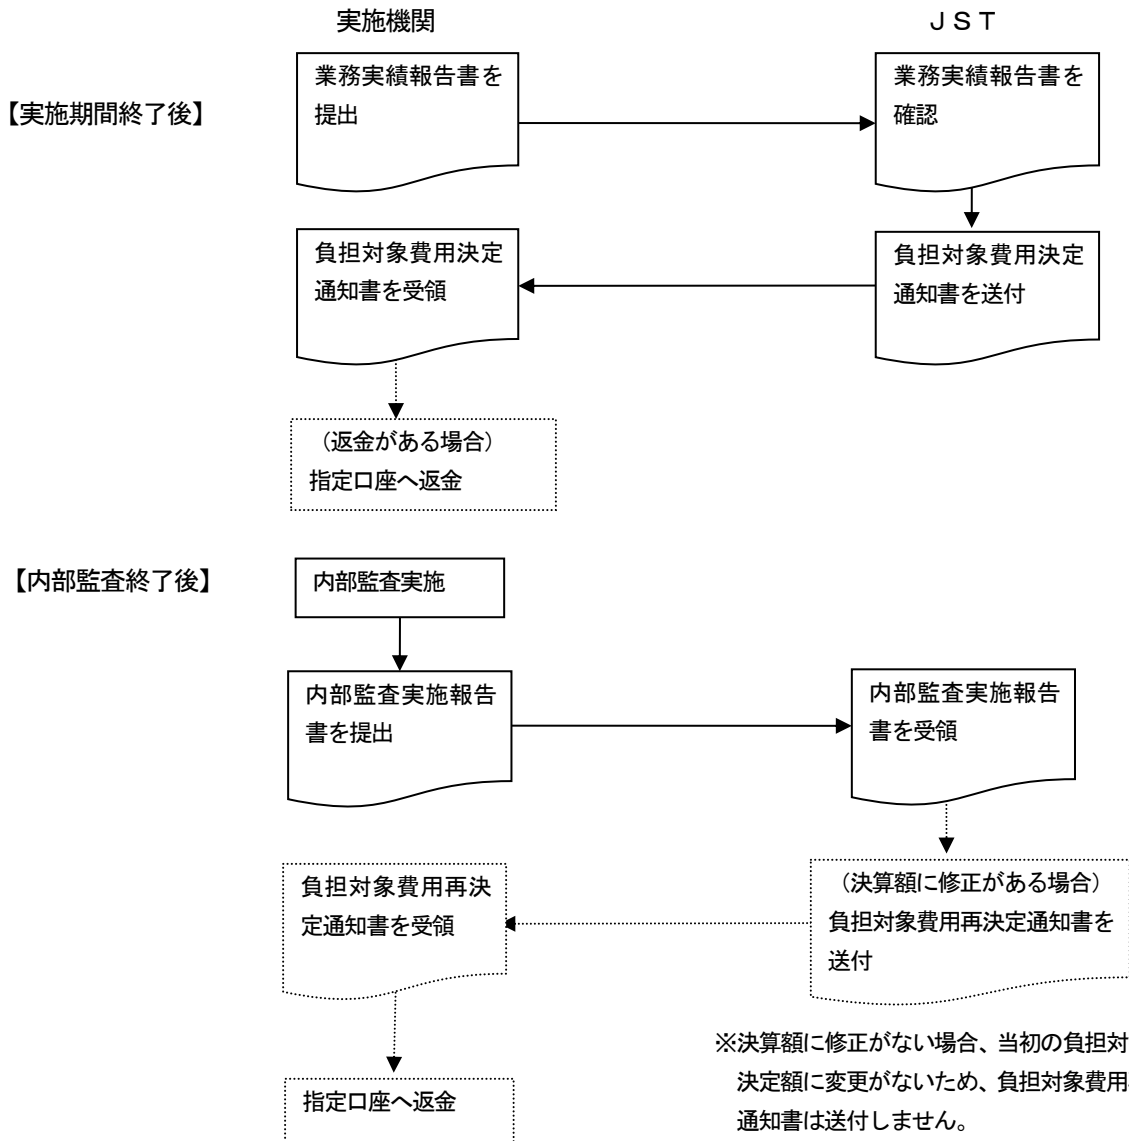 実施機関
ＪＳＴ
【実施期間終了後】
業務実績報告書を
提出
業務実績報告書を
確認
負担対象費用決定
通知書を受領
負担対象費用決定
通知書を送付
（返金がある場合）
指定口座へ返金
【内部監査終了後】
内部監査実施
内部監査実施報告
書を提出
内部監査実施報告
書を受領
負担対象費用再決
定通知書を受領
（決算額に修正がある場合）
負担対象費用再決定通知書を
送付
指定口座へ返金
※決算額に修正がない場合、当初の負担対
決定額に変更がないため、負担対象費用
通知書は送付しません。